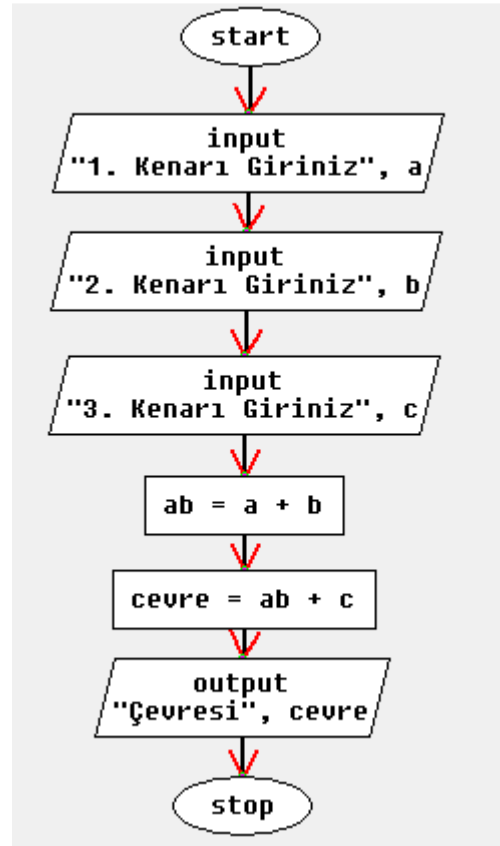 start
input
"1. Kenarı Giriniz", a
input
"2. Kenarı Giriniz", b
input
"3. Kenarı Giriniz", c
ab = a + b
cevre = ab + c
output
"Çevresi", cevre
stop